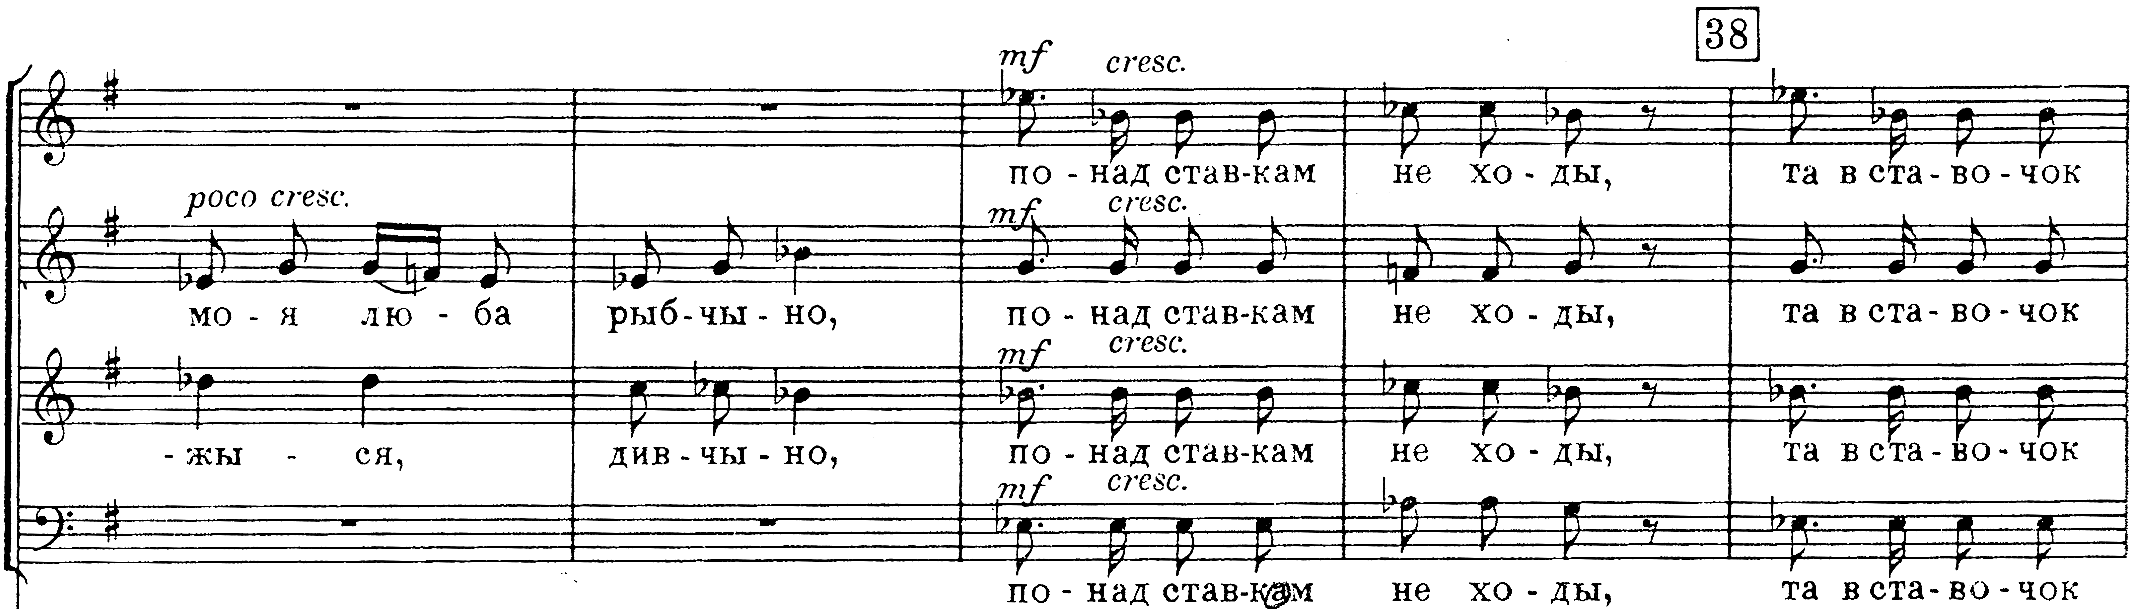 38
mf cresc.
по - над став-кам не хо - ды, та в ста - во - чок
poco cresc. mf cresc.
мо - я лю - ба рыб-чы - но, по - над став-кам не хо - ды, та в ста - во - чок
mf cresc.
-жы - ся, див - чы - но, по - над став-кам не хо - ды, та в ста - во - чок
mf cresc.
по - над став-кам не хо - ды, та в ста - во - чок